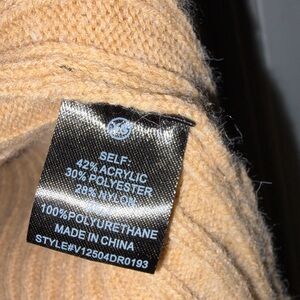 SELF:
42% ACRYLIC
30% POLYESTER
28% NYLON
100%POLYURETHANE
MADE IN CHINA
STYLE#V12504DR0193